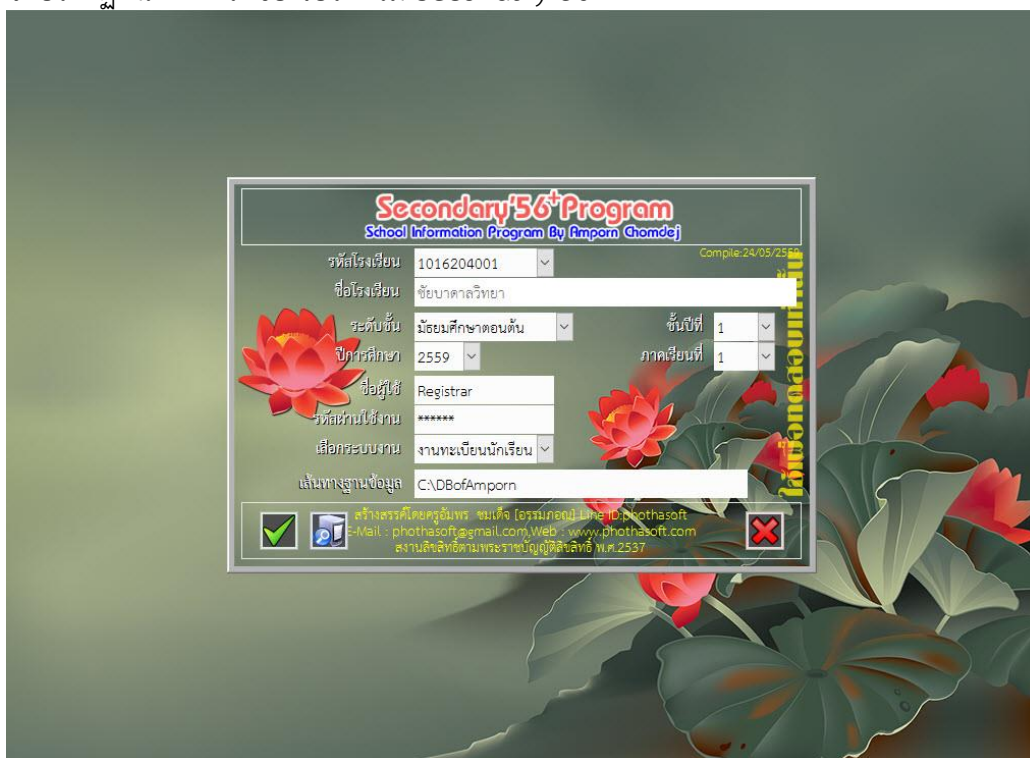 Secondary'56+Program
School Information Program By Amporn Chomdej
Compile:24/05/2559
รหัสโรงเรียน 1016204001
ชื่อโรงเรียน ชัยบาดาลวิทยา
ระดับชั้น มัธยมศึกษาตอนต้น ชั้นปีที่ 1
ปีการศึกษา 2559 ภาคเรียนที่ 1
ชื่อผู้ใช้ Registrar
รหัสผ่านใช้งาน ******
เลือกระบบงาน งานทะเบียนนักเรียน
เส้นทางฐานข้อมูล C:\DBofAmporn
สร้างสรรค์โดยครูอัมพร ชมเด็จ [อรรมภอณ] Line ID:phothasoft
E-Mail : phothasoft@gmail.com,Web : www.phothasoft.com
สงานลิขสิทธิ์ตามพระราชบัญญัติลิขสิทธิ์ พ.ศ.2537